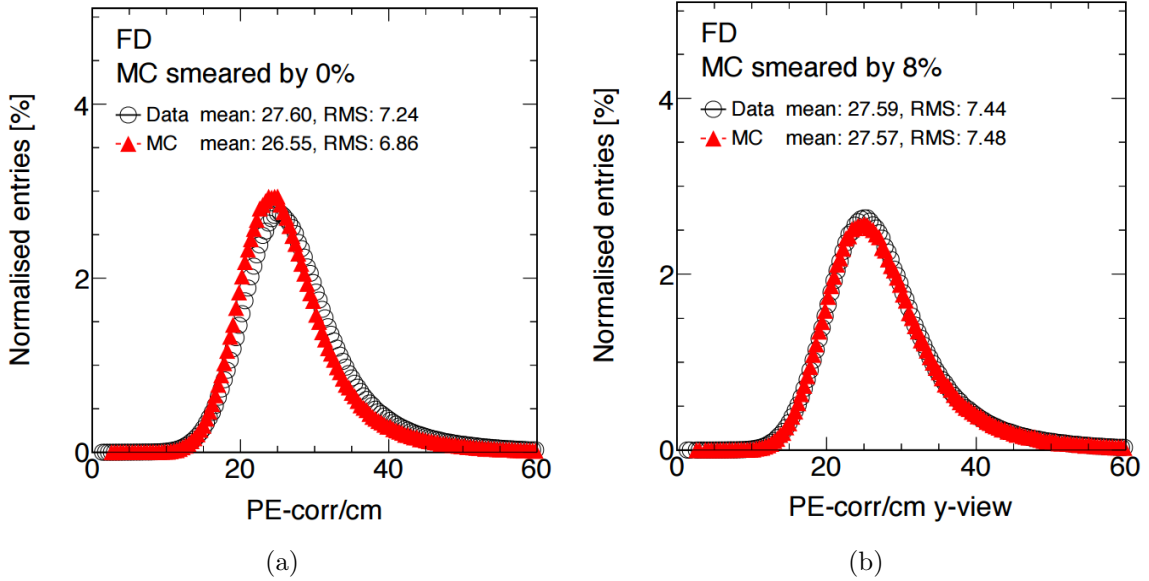 FD
MC smeared by 0%
Data mean: 27.60, RMS: 7.24
MC mean: 26.55, RMS: 6.86
Normalised entries [%]
4
2
0
0 20 40 60
PE-corr/cm
(a)
FD
MC smeared by 8%
Data mean: 27.59, RMS: 7.44
MC mean: 27.57, RMS: 7.48
Normalised entries [%]
4
2
0
0 20 40 60
PE-corr/cm y-view
(b)